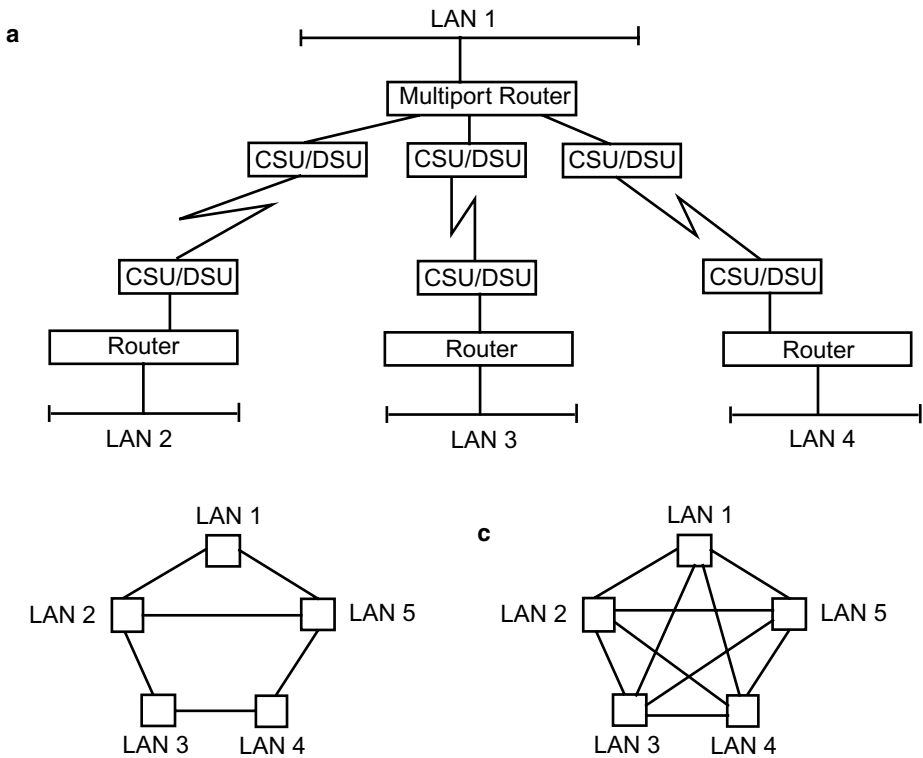 a
LAN 1
Multiport Router
CSU/DSU CSU/DSU CSU/DSU
CSU/DSU CSU/DSU CSU/DSU
Router Router Router
LAN 2 LAN 3 LAN 4
LAN 1
LAN 2 LAN 5
LAN 3 LAN 4
c
LAN 1
LAN 2 LAN 5
LAN 3 LAN 4